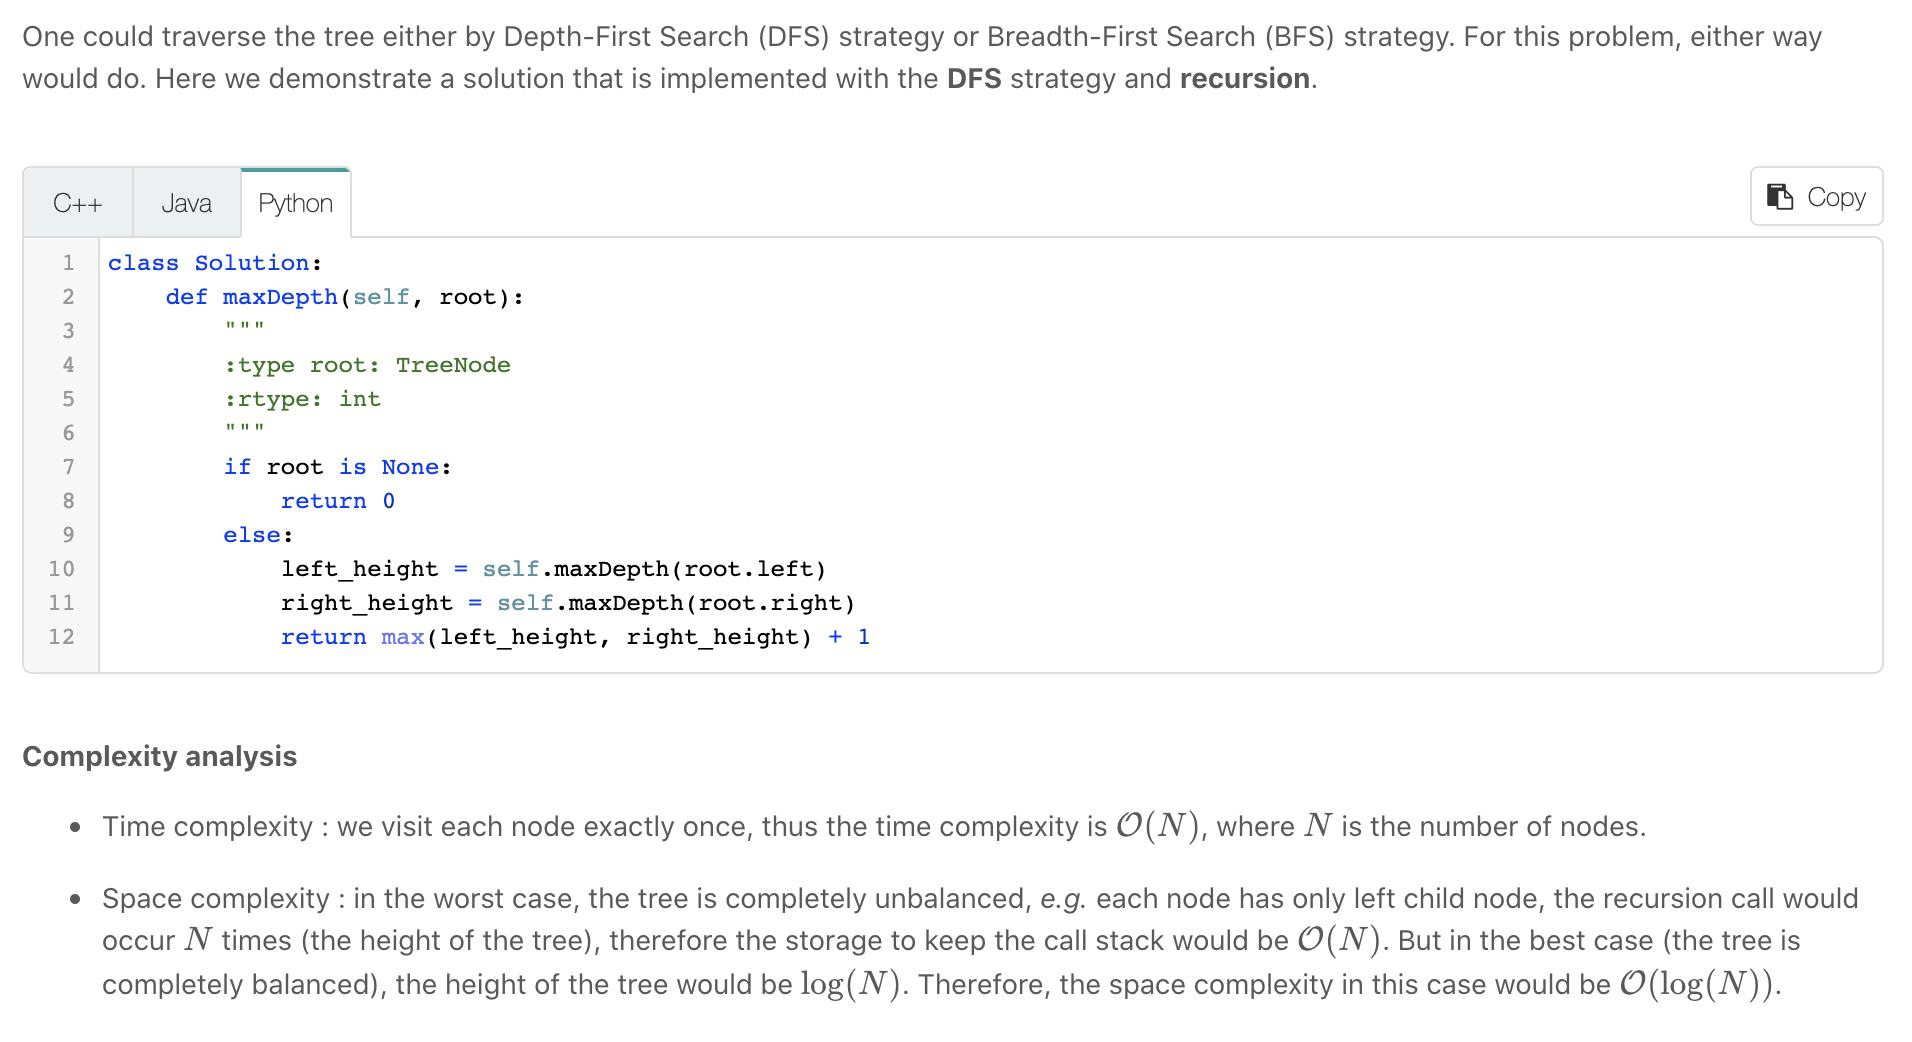 One could traverse the tree either by Depth-First Search (DFS) strategy or Breadth-First Search (BFS) strategy. For this problem, either way
would do. Here we demonstrate a solution that is implemented with the DFS strategy and recursion.
C++ Java Python Copy
1 class Solution:
2     def maxDepth(self, root):
3         """
4         :type root: TreeNode
5         :rtype: int
6         """
7         if root is None:
8             return 0
9         else:
10             left_height = self.maxDepth(root.left)
11             right_height = self.maxDepth(root.right)
12             return max(left_height, right_height) + 1
Complexity analysis
• Time complexity : we visit each node exactly once, thus the time complexity is 𝒪(N), where N is the number of nodes.
• Space complexity : in the worst case, the tree is completely unbalanced, e.g. each node has only left child node, the recursion call would
occur N times (the height of the tree), therefore the storage to keep the call stack would be 𝒪(N). But in the best case (the tree is
completely balanced), the height of the tree would be log(N). Therefore, the space complexity in this case would be 𝒪(log(N)).